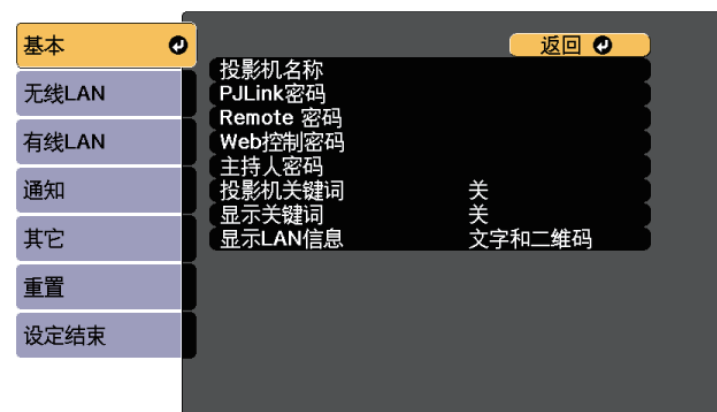 基本
无线LAN
有线LAN
通知
其它
重置
设定结束
返回
投影机名称
PJLink密码
Remote 密码
Web控制密码
主持人密码
投影机关键词 关
显示关键词 关
显示LAN信息 文字和二维码